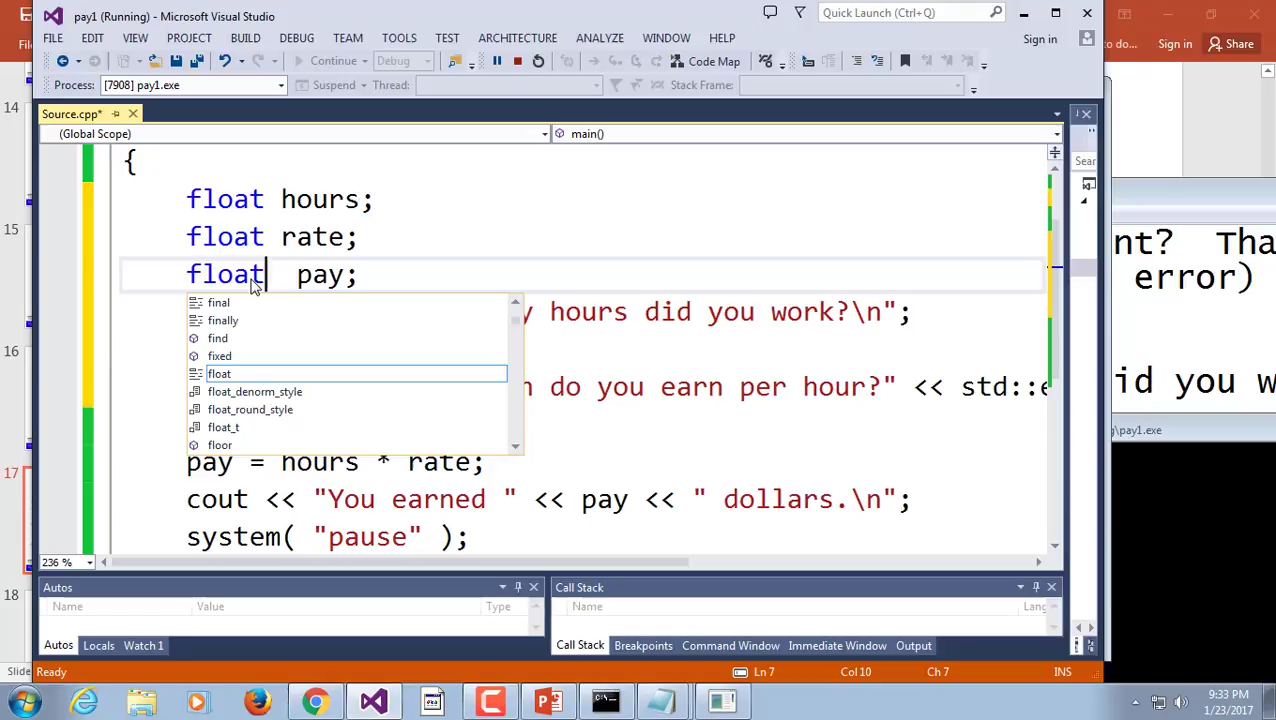 pay1 (Running) - Microsoft Visual Studio
Quick Launch (Ctrl+Q)
FILE EDIT VIEW PROJECT BUILD DEBUG TEAM TOOLS TEST ARCHITECTURE ANALYZE WINDOW HELP
Sign in
Continue Debug Code Map
Process: [7908] pay1.exe Suspend Thread: Stack Frame:
Source.cpp*
(Global Scope) main()
{
float hours;
float rate;
float  pay;
hours did you work?\n";
do you earn per hour?" << std::e
pay = hours * rate;
cout << "You earned " << pay << " dollars.\n";
system( "pause" );
final
finally
find
fixed
float
float_denorm_style
float_round_style
float_t
floor
236 %
Autos
Name Value Type
Autos Locals Watch 1
Call Stack
Name Lang
Call Stack Breakpoints Command Window Immediate Window Output
Ready Ln 7 Col 10 Ch 7 INS
Sear
to do... Sign in Share
nt?  Tha
error)
id you w
g\pay1.exe
14
15
16
17
18
Slide
9:33 PM
1/23/2017